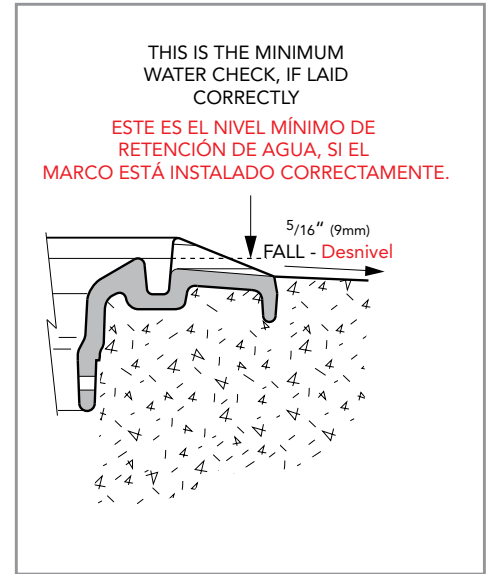 THIS IS THE MINIMUM
WATER CHECK, IF LAID
CORRECTLY
ESTE ES EL NIVEL MÍNIMO DE
RETENCIÓN DE AGUA, SI EL
MARCO ESTÁ INSTALADO CORRECTAMENTE.
5/16" (9mm)
FALL - Desnivel